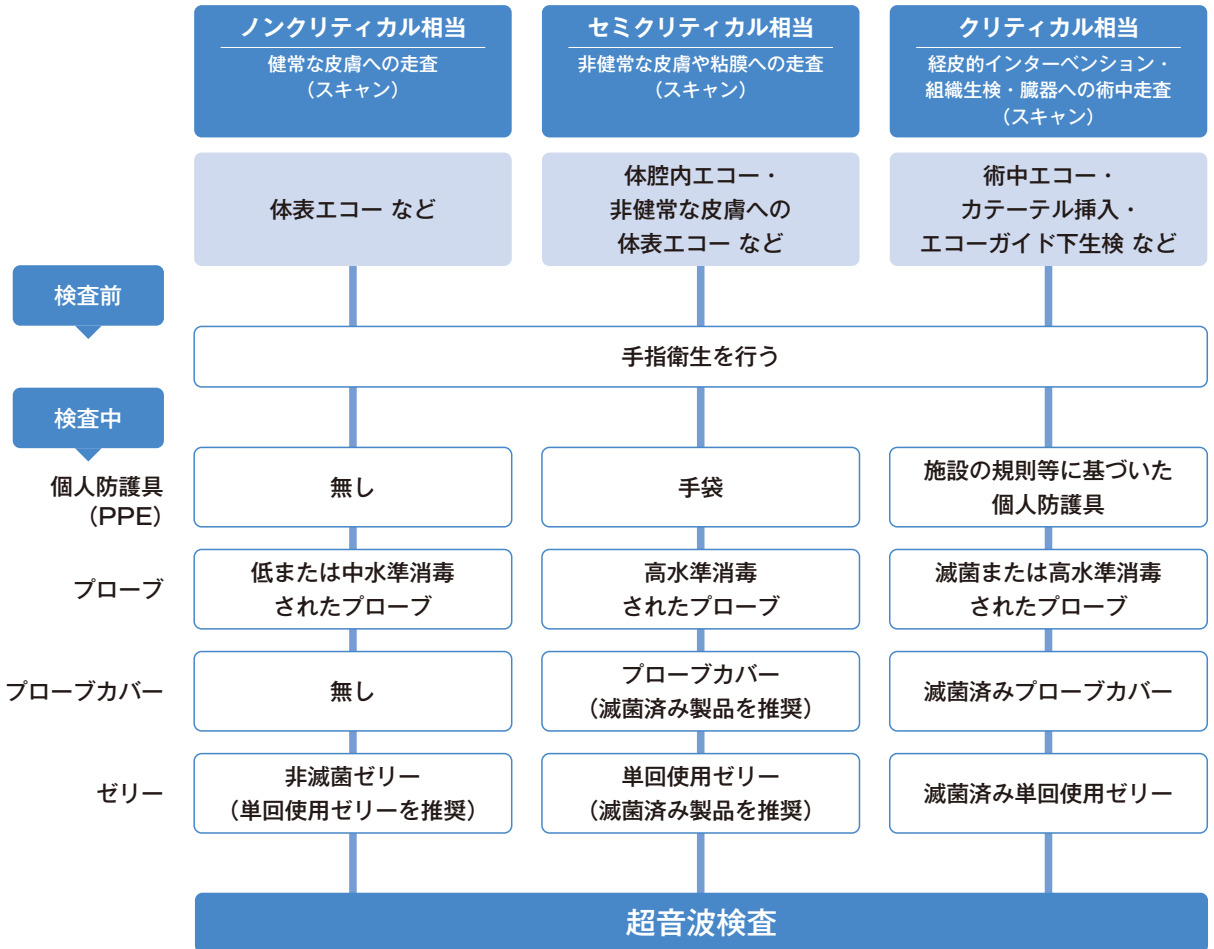 ノンクリティカル相当
健常な皮膚への走査
(スキャン)
セミクリティカル相当
非健常な皮膚や粘膜への走査
(スキャン)
クリティカル相当
経皮的インターベンション・
組織生検・臓器への術中走査
(スキャン)
体表エコー など
体腔内エコー・
非健常な皮膚への
体表エコー など
術中エコー・
カテーテル挿入・
エコーガイド下生検 など
検査前
手指衛生を行う
検査中
個人防護具
(PPE)
無し
手袋
施設の規則等に基づいた
個人防護具
プローブ
低または中水準消毒
されたプローブ
高水準消毒
されたプローブ
滅菌または高水準消毒
されたプローブ
プローブカバー
無し
プローブカバー
(滅菌済み製品を推奨)
滅菌済みプローブカバー
ゼリー
非滅菌ゼリー
(単回使用ゼリーを推奨)
単回使用ゼリー
(滅菌済み製品を推奨)
滅菌済み単回使用ゼリー
超音波検査